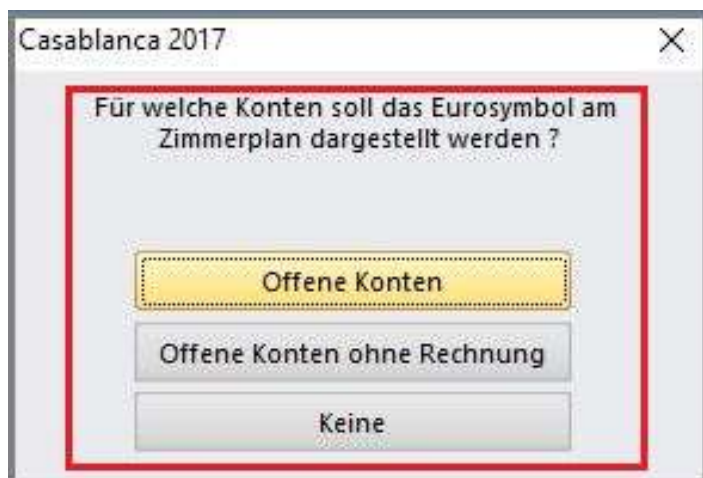 Casablanca 2017
Für welche Konten soll das Eurosymbol am
Zimmerplan dargestellt werden ?
Offene Konten
Offene Konten ohne Rechnung
Keine